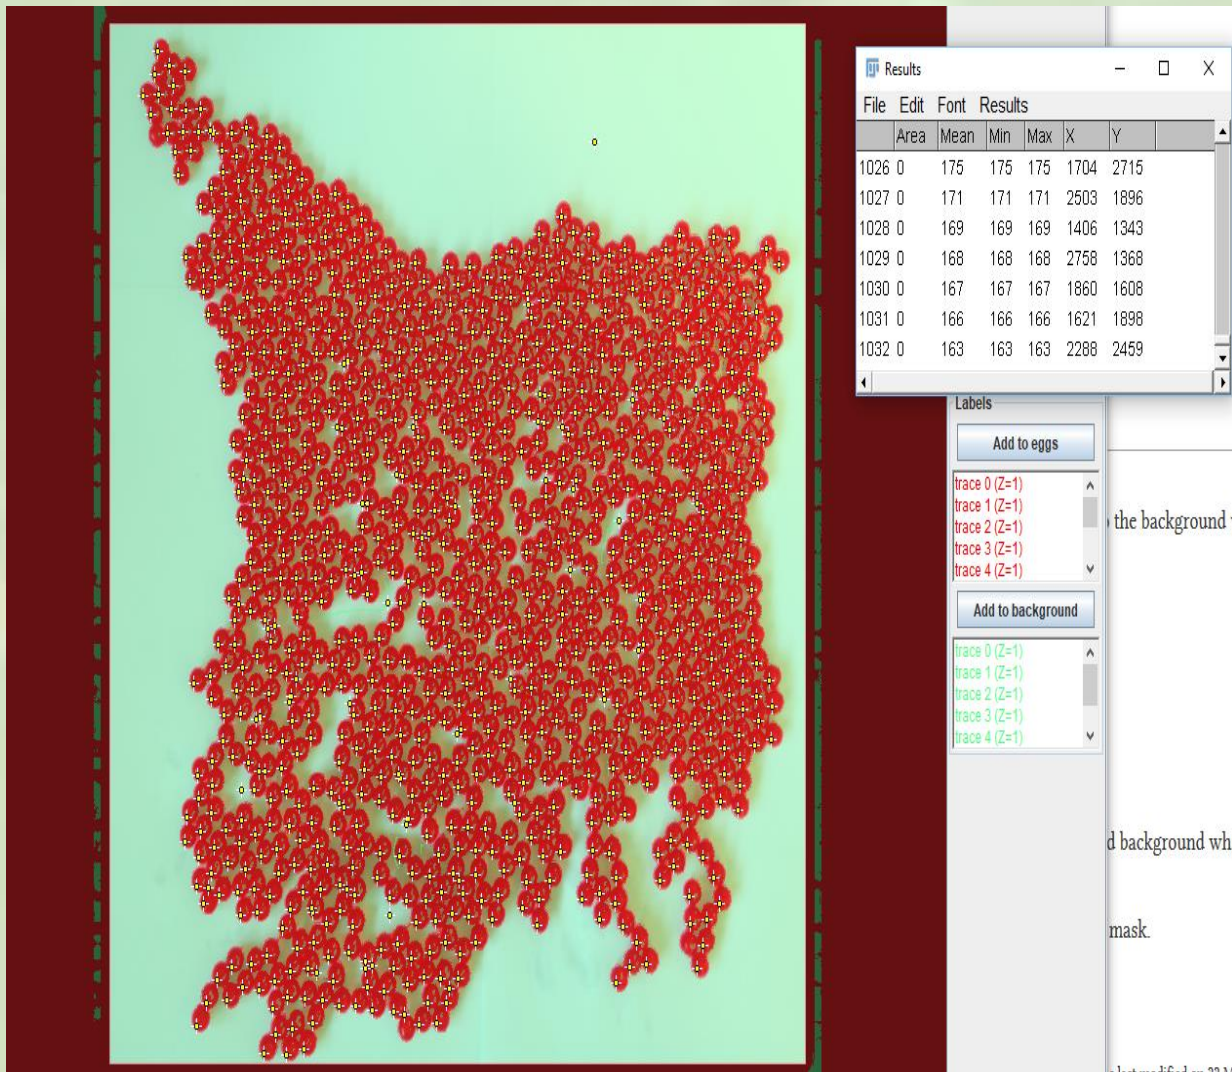 Results
File Edit Font Results
Area Mean Min Max X Y
1026 0 175 175 175 1704 2715
1027 0 171 171 171 2503 1896
1028 0 169 169 169 1406 1343
1029 0 168 168 168 2758 1368
1030 0 167 167 167 1860 1608
1031 0 166 166 166 1621 1898
1032 0 163 163 163 2288 2459
Labels
Add to eggs
trace 0 (Z=1)
trace 1 (Z=1)
trace 2 (Z=1)
trace 3 (Z=1)
trace 4 (Z=1)
Add to background
trace 0 (Z=1)
trace 1 (Z=1)
trace 2 (Z=1)
trace 3 (Z=1)
trace 4 (Z=1)
the background
d background wh
mask.